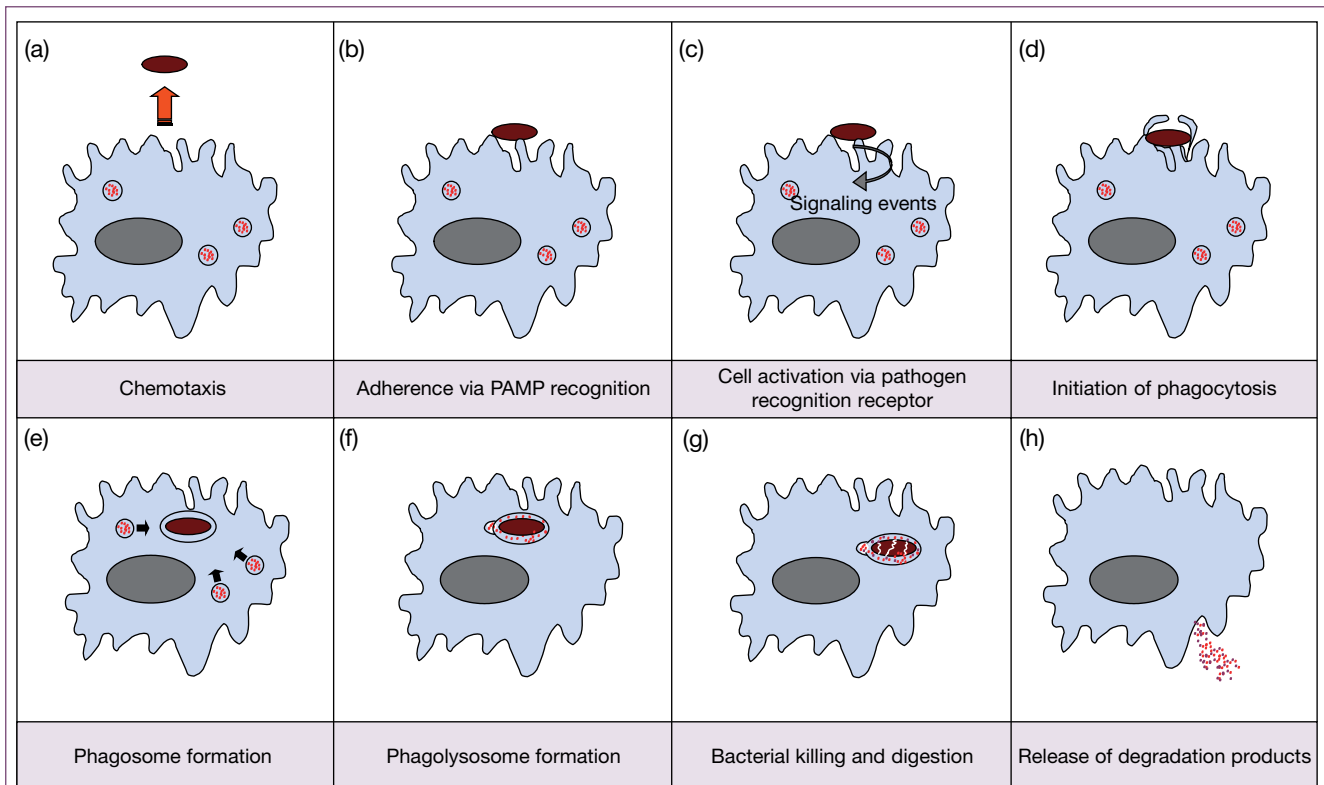 (a)
(b)
(c)
(d)
Signaling events
Chemotaxis
Adherence via PAMP recognition
Cell activation via pathogen
recognition receptor
Initiation of phagocytosis
(e)
(f)
(g)
(h)
Phagosome formation
Phagolysosome formation
Bacterial killing and digestion
Release of degradation products